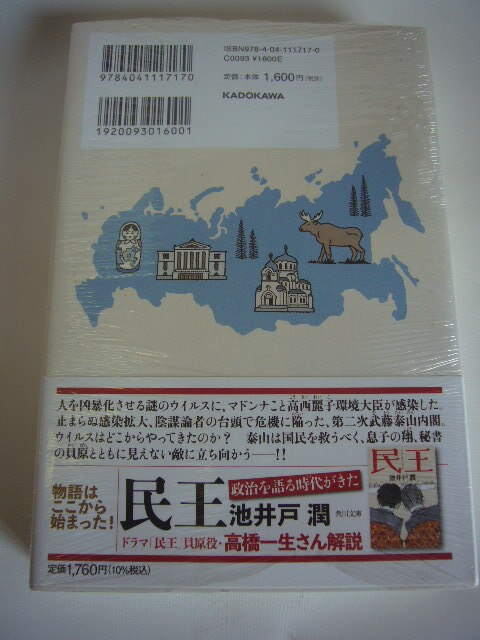 ISBN978-4-04-111717-0
C0093 ¥1600E
定価:本体1,600円(税別)
KADOKAWA
9784041117170
1920093016001
人を凶暴化させる謎のウイルスに、マドンナこと高西麗子環境大臣が感染した。
止まらぬ感染拡大、陰謀論者の台頭で危機に陥った、第二次武藤泰山内閣。
ウイルスはどこからやってきたのか? 泰山は国民を救うべく、息子の翔、秘書
の貝原とともに見えない敵に立ち向かう──!!
物語は
ここから
始まった!
民王
政治を語る時代がきた
池井戸 潤
角川文庫
ドラマ「民王」貝原役・高橋一生さん解説
民王
池井戸 潤
定価1,760円(10%税込)